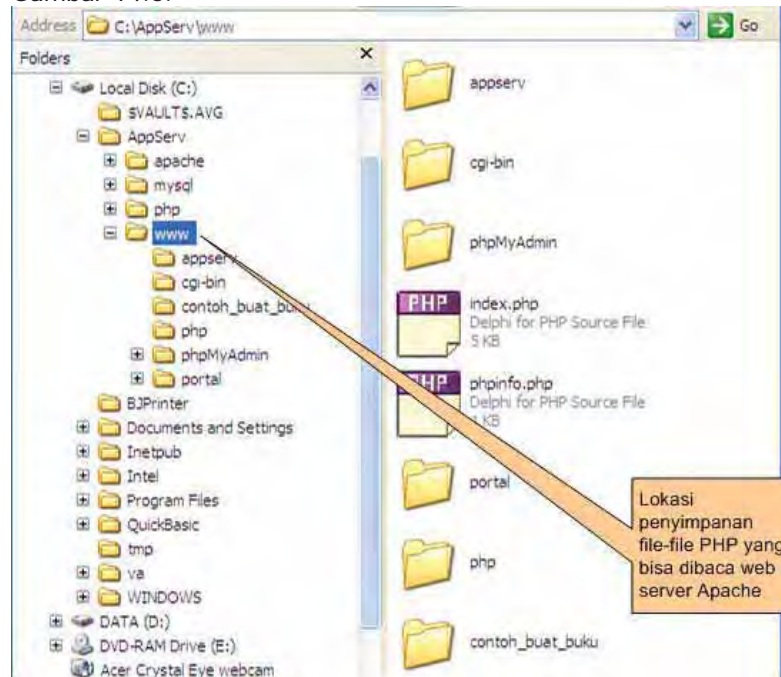 Address C:\AppServ\www Go
Folders
Local Disk (C:)
$VAULT$.AVG
AppServ
apache
mysql
php
www
appserv
cgi-bin
contoh_buat_buku
php
phpMyAdmin
portal
BJPrinter
Documents and Settings
Inetpub
Intel
Program Files
QuickBasic
tmp
va
WINDOWS
DATA (D:)
DVD-RAM Drive (E:)
Acer Crystal Eye webcam
appserv
cgi-bin
phpMyAdmin
PHP
index.php
Delphi for PHP Source File
5 KB
PHP
phpinfo.php
Delphi for PHP Source File
KB
portal
php
contoh_buat_buku
Lokasi
penyimpanan
file-file PHP yang
bisa dibaca web
server Apache